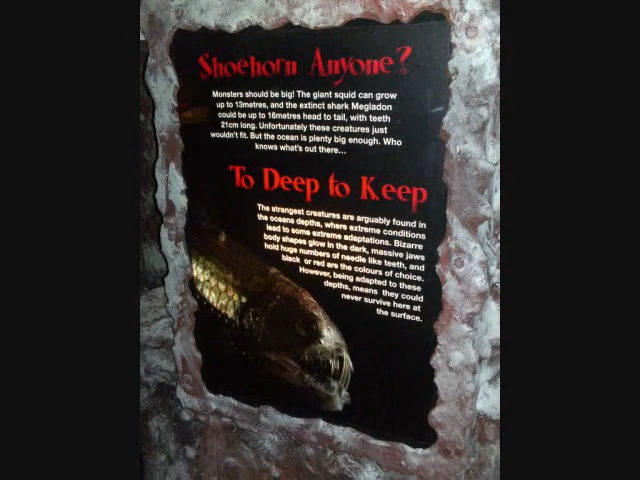 Shoehorn Anyone?
Monsters should be big! The giant squid can grow
up to 13metres, and the extinct shark Megladon
could be up to 16metres head to tail, with teeth
21cm long. Unfortunately these creatures just
wouldn't fit. But the ocean is plenty big enough. Who
knows what's out there...
To Deep to Keep
The strangest creatures are arguably found in
the oceans depths, where extreme conditions
lead to some extreme adaptations. Bizarre
body shapes glow in the dark, massive jaws
hold huge numbers of needle like teeth, and
black or red are the colours of choice.
However, being adapted to these
depths, means they could
never survive here at
the surface.